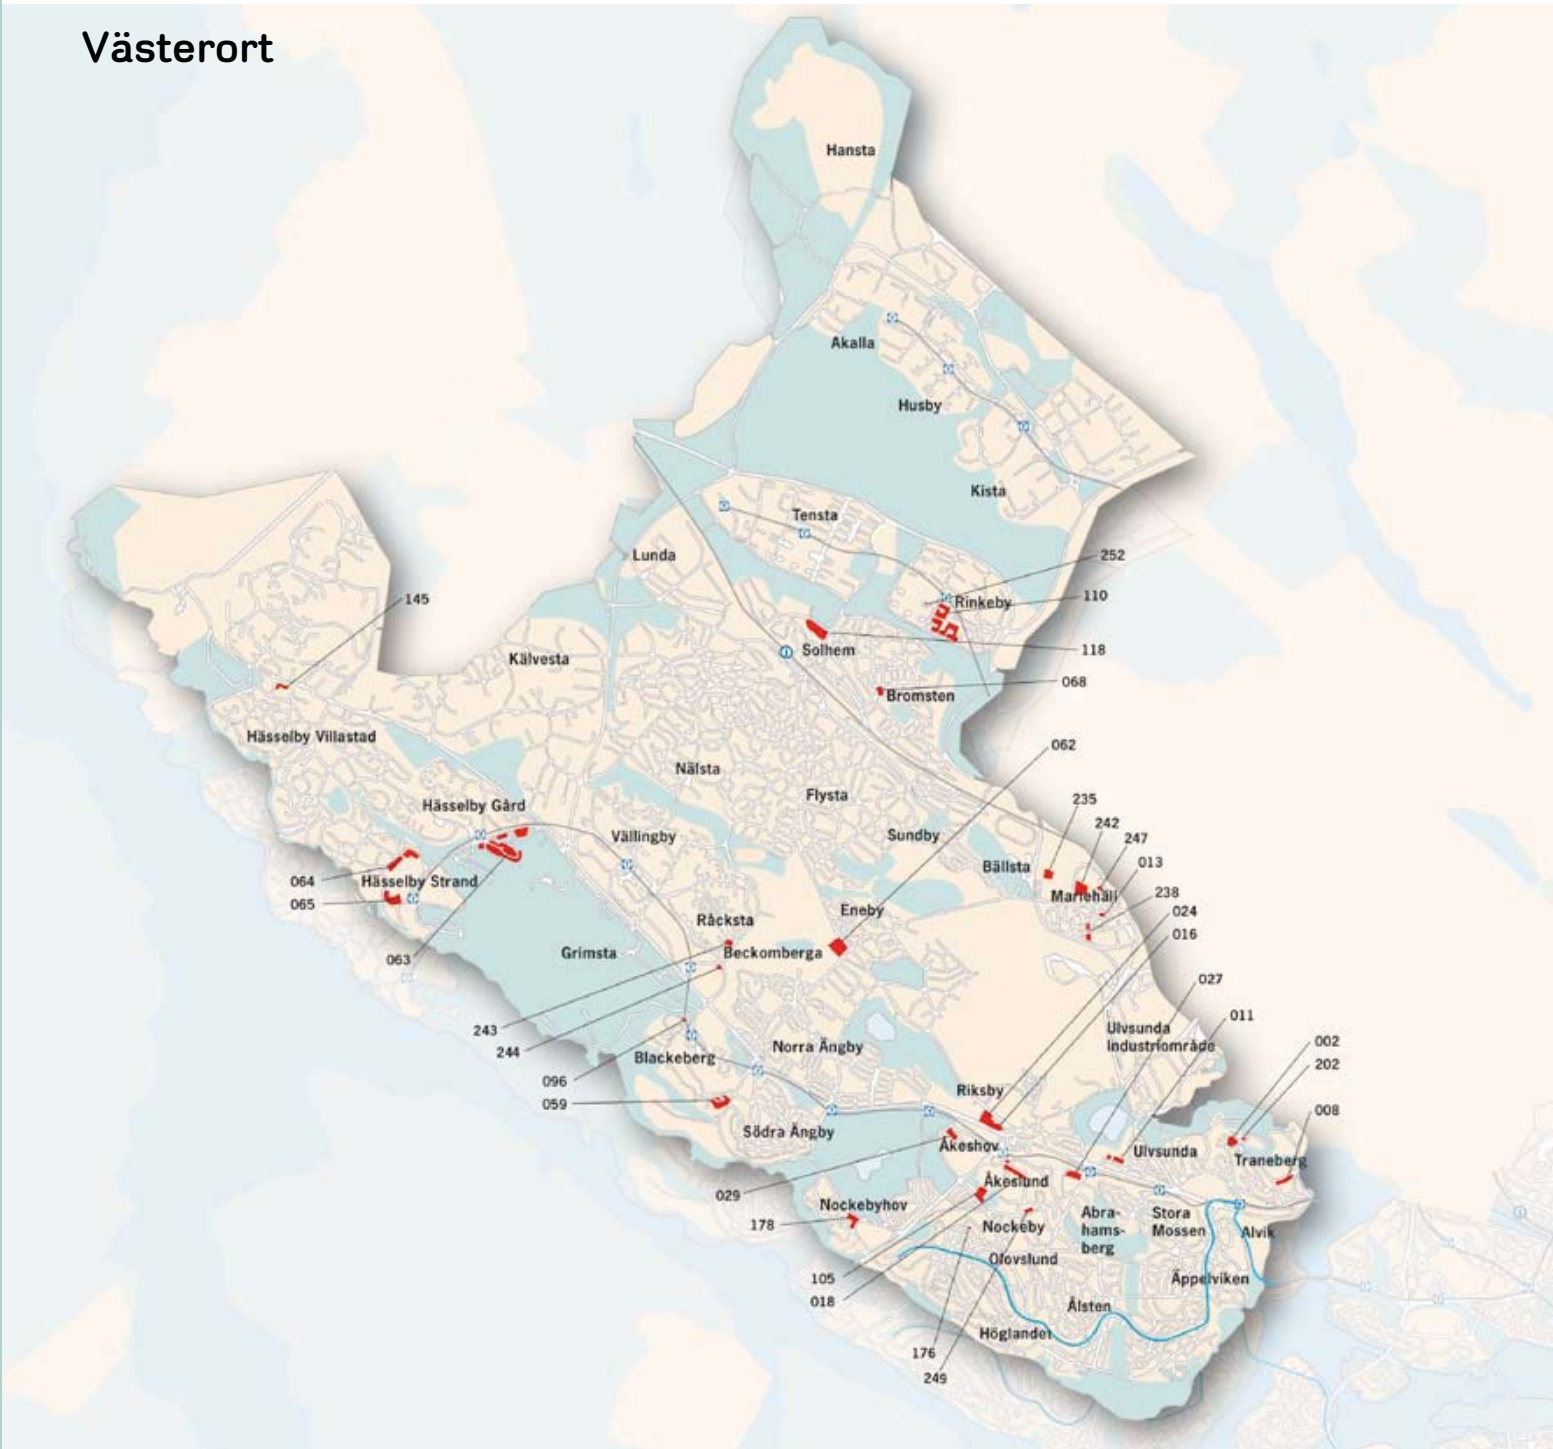 Västerort
Hansta
Akalla
Husby
Kista
Tensta
Lunda
252
Rinkeby
110
145
118
Solhem
Kälvesta
068
Bromsten
Hässelby Villastad
062
Nälsta
Flysta
235
Hässelby Gård
242
Vällingby
Sundby
247
013
Bällsta
064
Hässelby Strand
238
Mariehäll
065
Eneby
024
Råcksta
016
063
Grimsta
Beckomberga
027
243
011
Ulvsunda
Industriområde
244
002
Norra Ängby
Blackeberg
202
096
059
Riksby
008
Södra Ängby
Åkeshov
Ulvsunda
Traneberg
029
Åkeslund
Nockebyhov
178
Nockeby
Abra-
hams-
berg
Stora
Mossen
Alvik
Olovslund
105
Äppelviken
018
Ålsten
Höglandet
176
249